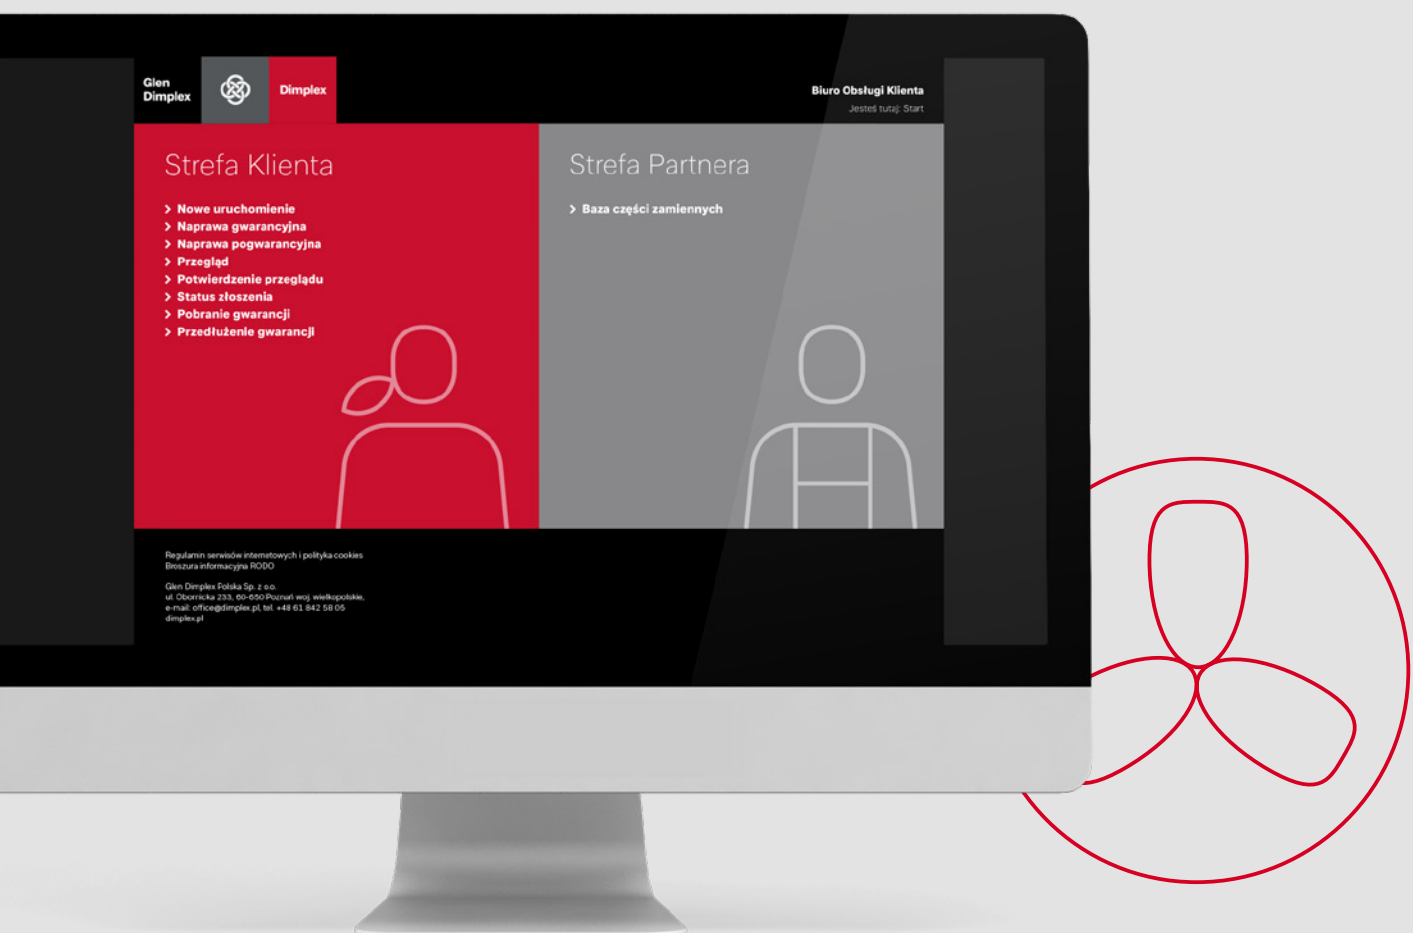 Glen
Dimplex
Dimplex
Biuro Obsługi Klienta
Jesteś tutaj: Start
Strefa Klienta
> Nowe uruchomienie
> Naprawa gwarancyjna
> Naprawa pogwarancyjna
> Przegląd
> Potwierdzenie przeglądu
> Status złoszenia
> Pobranie gwarancji
> Przedłużenie gwarancji
Strefa Partnera
> Baza części zamiennych
Regulamin serwisów internetowych i polityka cookies
Broszura informacyjna RODO
Glen Dimplex Polska Sp. z o.o.
ul. Obornicka 233, 60-650 Poznań woj. wielkopolskie,
e-mail: office@dimplex.pl, tel. +48 61 842 58 05
dimplex.pl